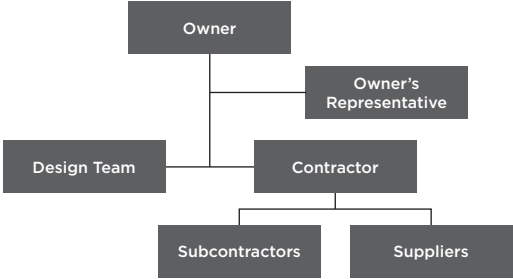 Owner
Owner's
Representative
Design Team
Contractor
Subcontractors
Suppliers